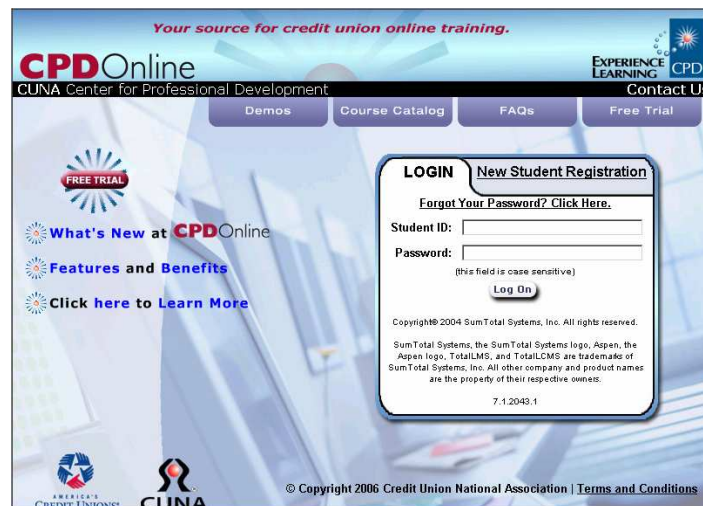 Your source for credit union online training.
CPDOnline
EXPERIENCE
LEARNING CPD
CUNA Center for Professional Development
Contact U
Demos Course Catalog FAQs Free Trial
FREE TRIAL
What's New at CPDOnline
Features and Benefits
Click here to Learn More
LOGIN New Student Registration
Forgot Your Password? Click Here.
Student ID:
Password:
(this field is case sensitive)
Log On
Copyright® 2004 SumTotal Systems, Inc. All rights reserved.
SumTotal Systems, the SumTotal Systems logo, Aspen, the
Aspen logo, TotalLMS, and TotalLCMS are trademarks of
SumTotal Systems, Inc. All other company and product names
are the property of their respective owners.
7.1.2043.1
AMERICA'S
CREDIT UNIONS
CUNA
© Copyright 2006 Credit Union National Association | Terms and Conditions